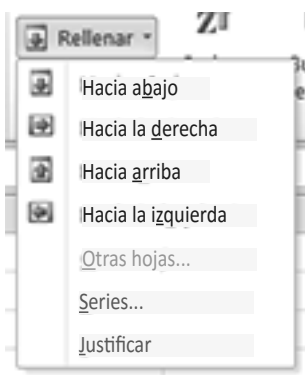 Rellenar
Hacia abajo
Hacia la derecha
Hacia arriba
Hacia la izquierda
Otras hojas...
Series...
Justificar